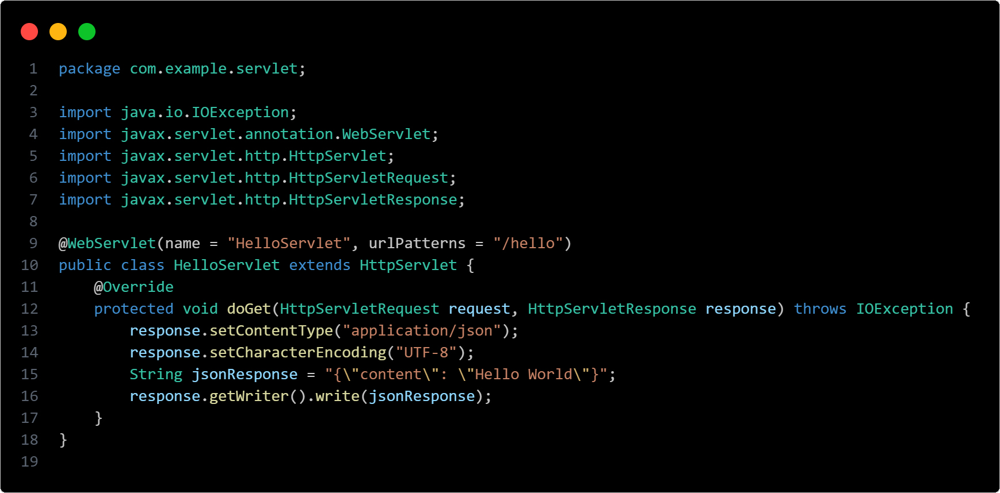 1 package com.example.servlet;
2
3 import java.io.IOException;
4 import javax.servlet.annotation.WebServlet;
5 import javax.servlet.http.HttpServlet;
6 import javax.servlet.http.HttpServletRequest;
7 import javax.servlet.http.HttpServletResponse;
8
9 @WebServlet(name = "HelloServlet", urlPatterns = "/hello")
10 public class HelloServlet extends HttpServlet {
11     @Override
12     protected void doGet(HttpServletRequest request, HttpServletResponse response) throws IOException {
13         response.setContentType("application/json");
14         response.setCharacterEncoding("UTF-8");
15         String jsonResponse = "{\"content\": \"Hello World\"}";
16         response.getWriter().write(jsonResponse);
17     }
18 }
19